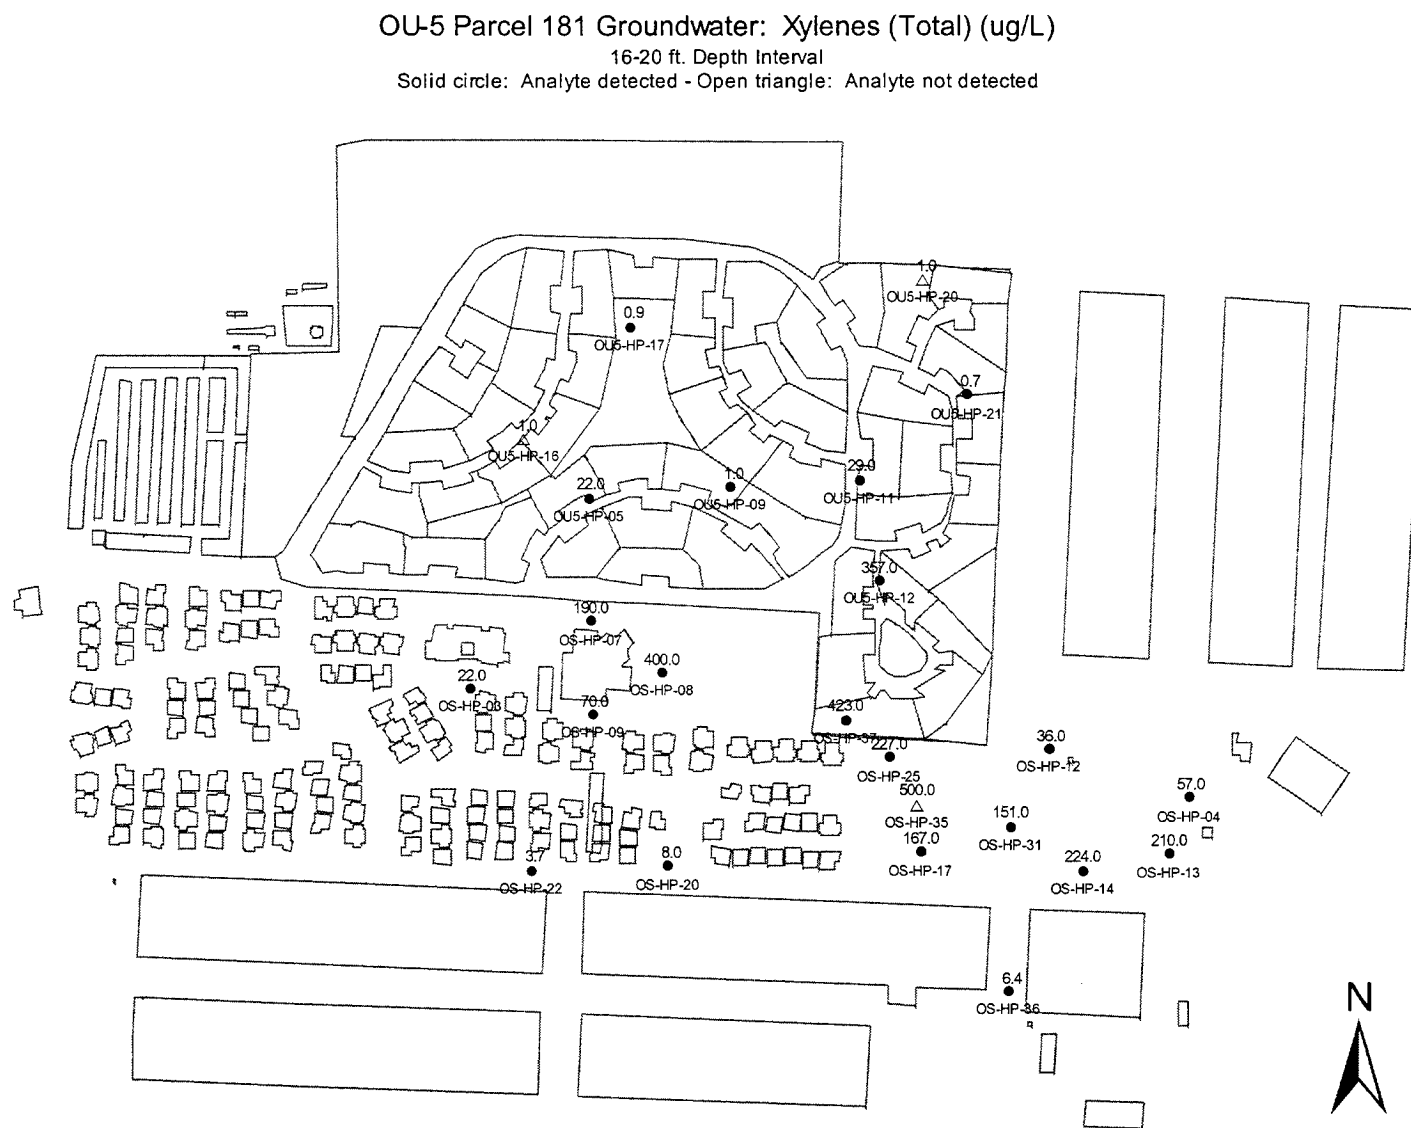 OU-5 Parcel 181 Groundwater: Xylenes (Total) (ug/L)
16-20 ft. Depth Interval
Solid circle: Analyte detected - Open triangle: Analyte not detected
1.0
OU5-HP-20
0.9
OU5-HP-17
0.7
OU5-HP-21
1.0
OU5-HP-16
29.0
OU5-HP-11
1.0
OU5-HP-09
22.0
OU5-HP-05
357.0
OU5-HP-12
190.0
OS-HP-07
400.0
OS-HP-08
22.0
OS-HP-03
70.0
OS-HP-09
423.0
OS-HP-37
227.0
OS-HP-25
36.0
OS-HP-12
500.0
OS-HP-35
57.0
OS-HP-04
151.0
OS-HP-31
167.0
OS-HP-17
210.0
OS-HP-13
224.0
OS-HP-14
8.0
OS-HP-20
3.7
OS-HP-22
6.4
OS-HP-36
N